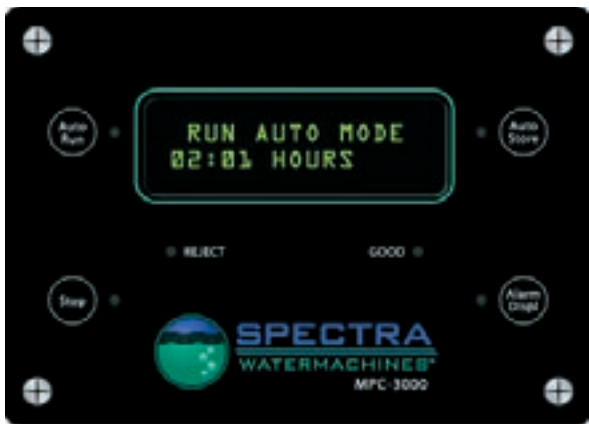 Auto
Run
RUN AUTO MODE
02:01 HOURS
Auto
Store
REJECT
GOOD
Stop
Alarm
Displ
SPECTRA
WATERMACHINES
MPC-3000